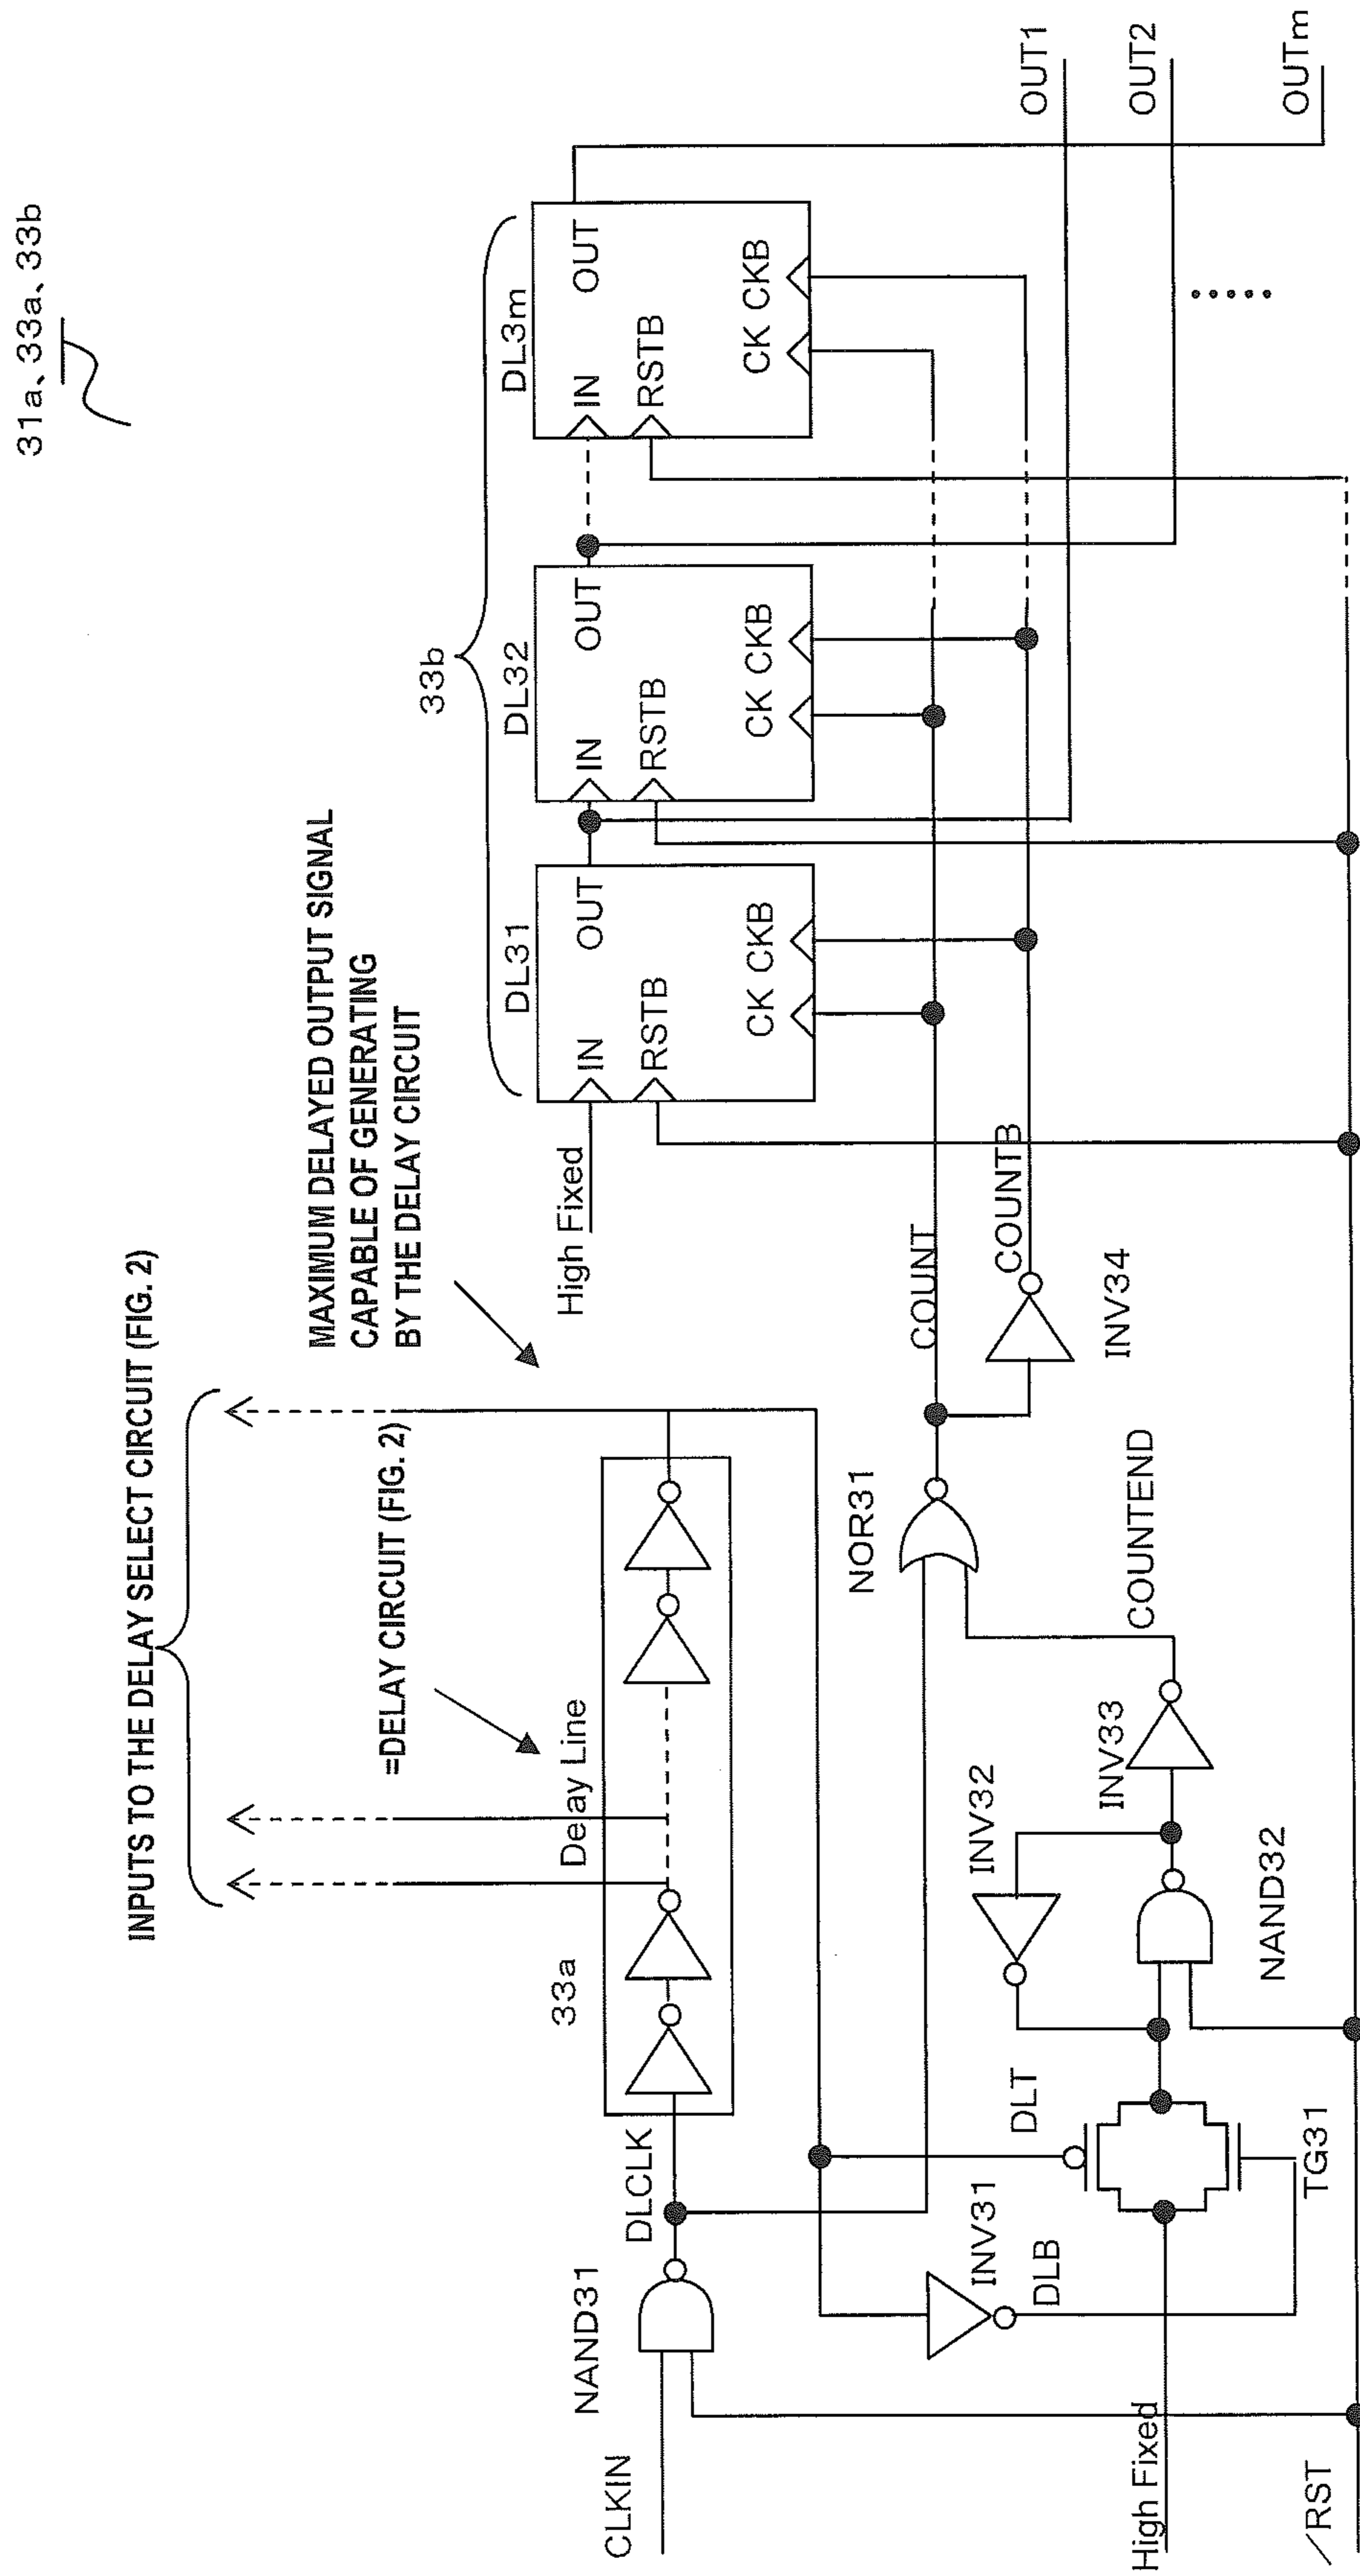 31a、33a、33b
INPUTS TO THE DELAY SELECT CIRCUIT (FIG. 2)
MAXIMUM DELAYED OUTPUT SIGNAL
CAPABLE OF GENERATING
BY THE DELAY CIRCUIT
=DELAY CIRCUIT (FIG. 2)
33b
DL31
DL32
DL3m
33a
Delay Line
High Fixed
IN
OUT
RSTB
CK CKB
IN
OUT
RSTB
CK CKB
IN
OUT
RSTB
CK CKB
CLKIN
NAND31
DLCLK
NOR31
COUNT
COUNTB
INV34
INV31
DLB
DLT
INV32
INV33
COUNTEND
NAND32
TG31
High Fixed
/RST
OUT1
OUT2
OUTm